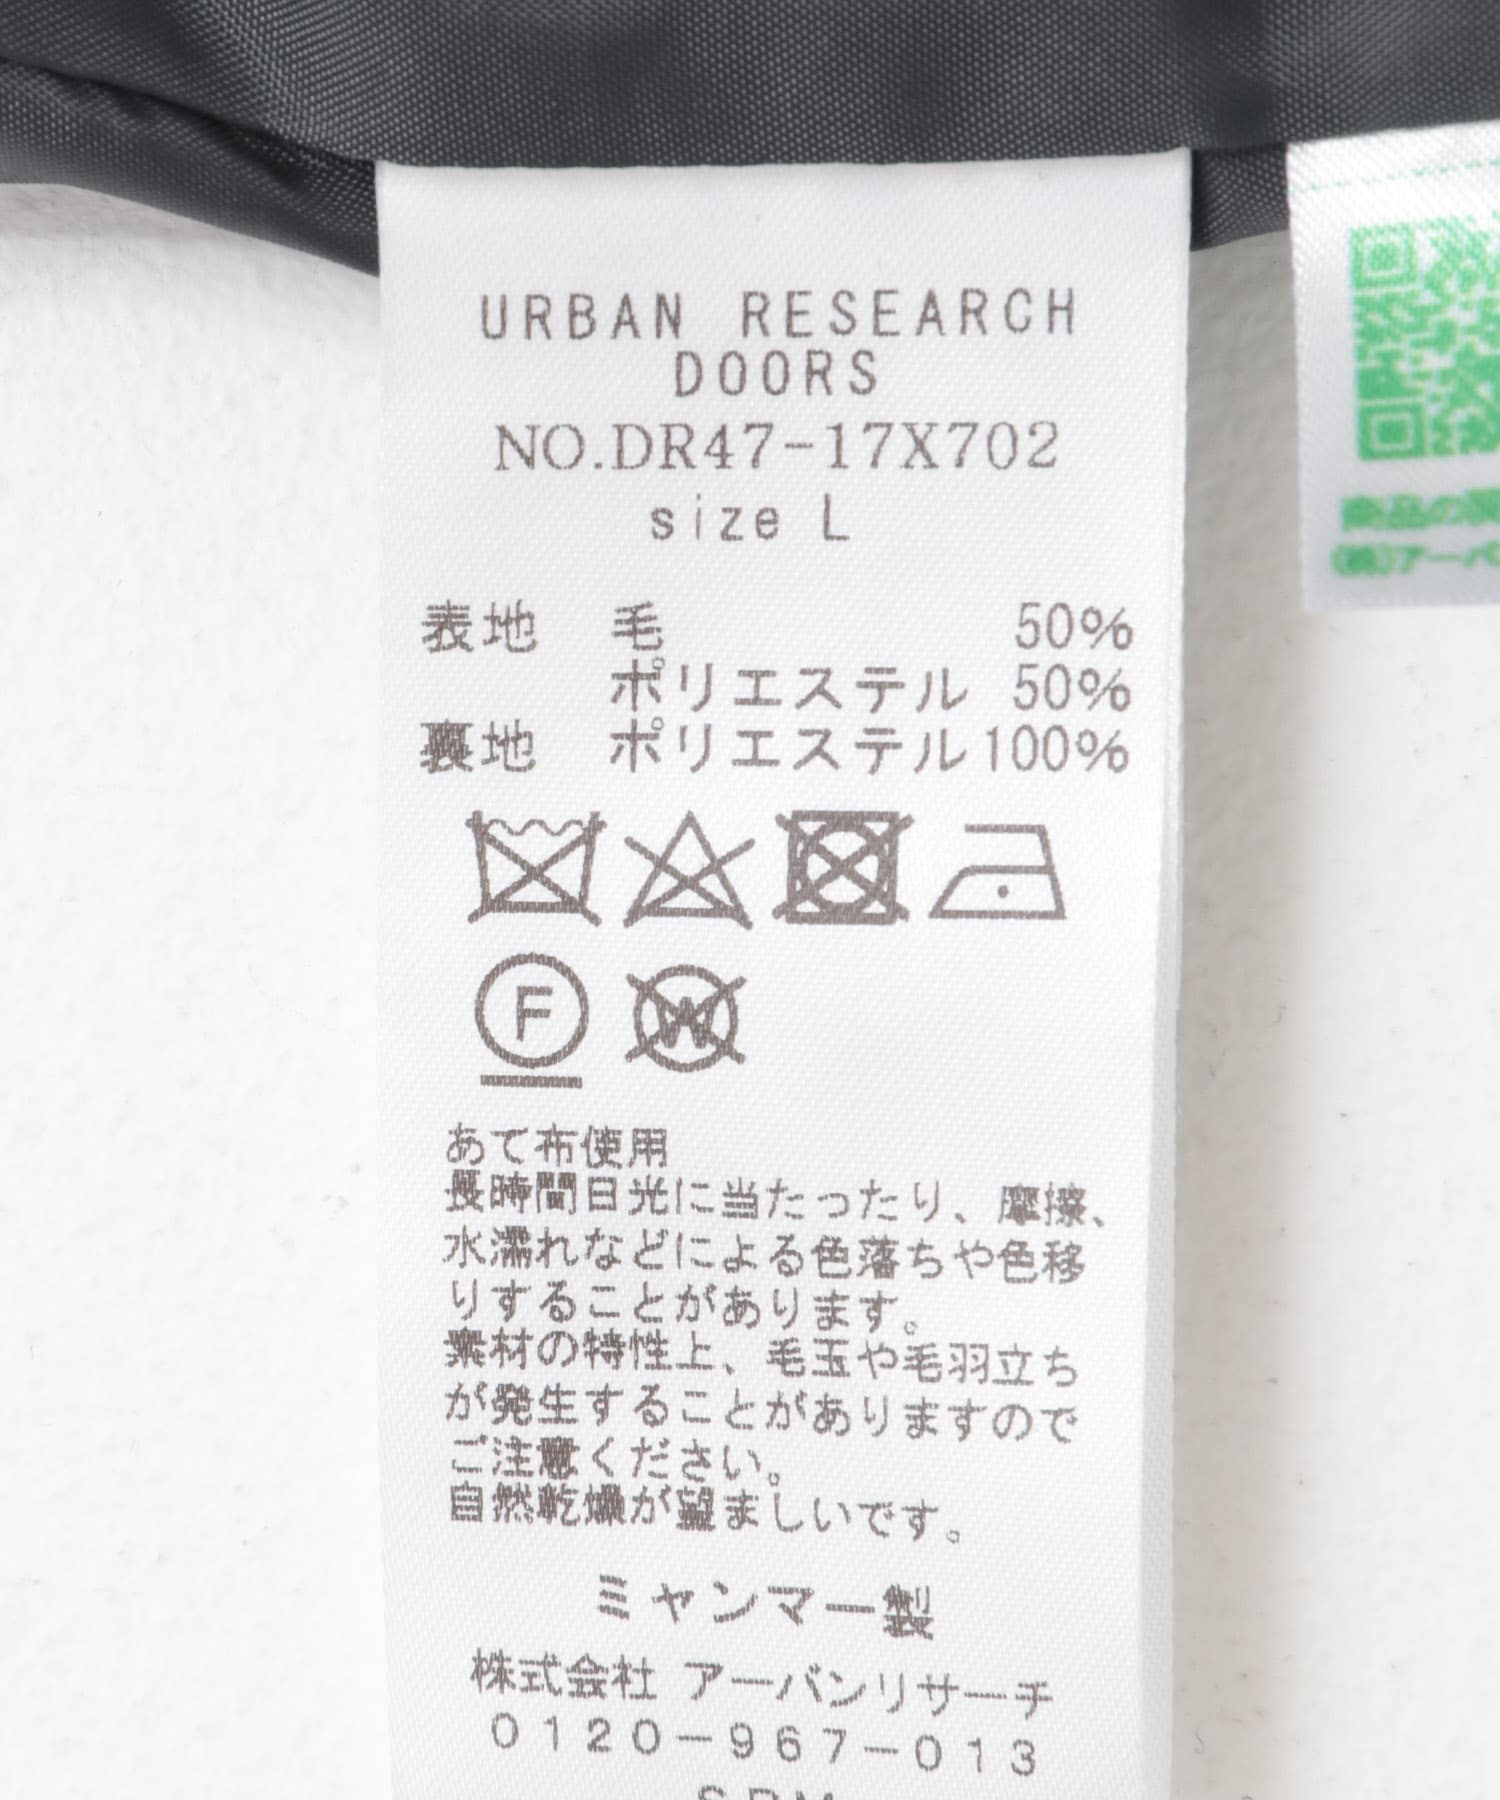 URBAN RESEARCH
DOORS
NO.DR47-17X702
size L
表地 毛 50%
ポリエステル 50%
裏地 ポリエステル100%
F
W
あて布使用
長時間日光に当たったり、摩擦、
水濡れなどによる色落ちや色移
りすることがあります。
素材の特性上、毛玉や毛羽立ち
が発生することがありますので
ご注意ください。
自然乾燥が望ましいです。
ミャンマー製
株式会社 アーバンリサーチ
0120-967-013
商品の